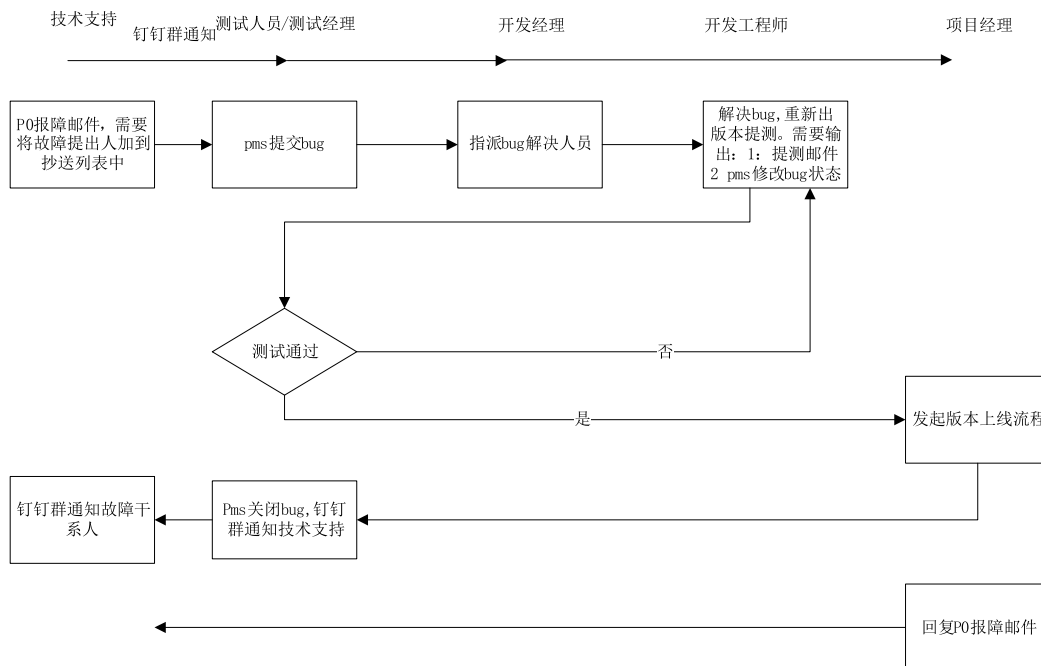 技术支持
钉钉群通知
测试人员/测试经理
开发经理
开发工程师
项目经理
P0报障邮件，需要
将故障提出人加到
抄送列表中
pms提交bug
指派bug解决人员
解决bug,重新出
版本提测。需要输
出：1：提测邮件
2 pms修改bug状态
测试通过
否
是
发起版本上线流程
钉钉群通知故障干
系人
Pms关闭bug,钉钉
群通知技术支持
回复P0报障邮件